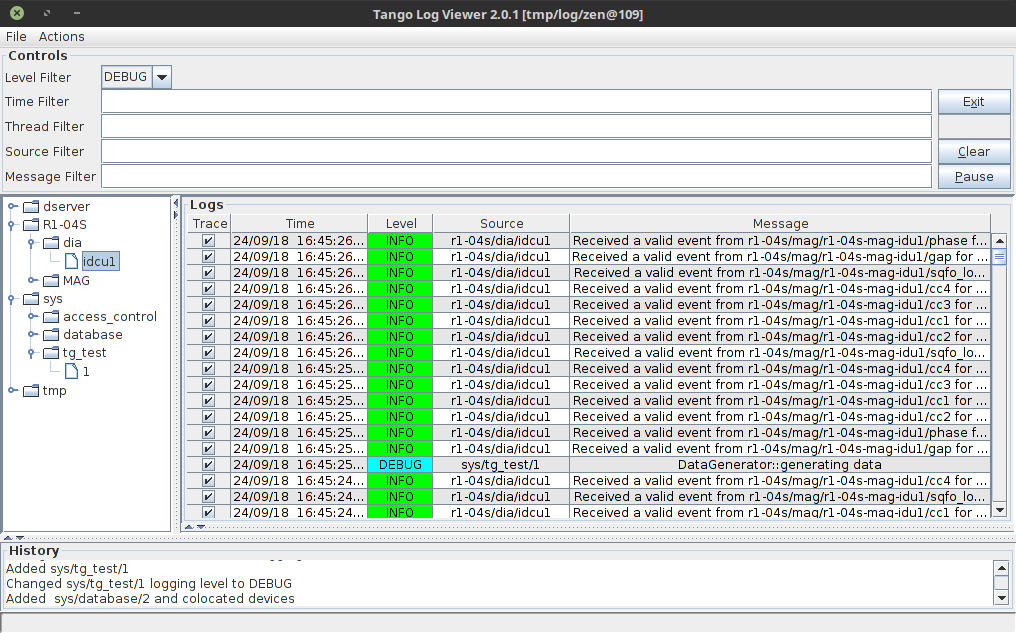 Tango Log Viewer 2.0.1 [tmp/log/zen@109]
File Actions
Controls
Level Filter DEBUG
Time Filter Exit
Thread Filter
Source Filter Clear
Message Filter Pause
dserver
R1-04S
dia
idcu1
MAG
sys
access_control
database
tg_test
1
tmp
Logs
Trace Time Level Source Message
24/09/18 16:45:26... INFO r1-04s/dia/idcu1 Received a valid event from r1-04s/mag/r1-04s-mag-idu1/phase f...
24/09/18 16:45:26... INFO r1-04s/dia/idcu1 Received a valid event from r1-04s/mag/r1-04s-mag-idu1/gap for ...
24/09/18 16:45:26... INFO r1-04s/dia/idcu1 Received a valid event from r1-04s/mag/r1-04s-mag-idu1/sqfo_lo...
24/09/18 16:45:26... INFO r1-04s/dia/idcu1 Received a valid event from r1-04s/mag/r1-04s-mag-idu1/cc4 for ...
24/09/18 16:45:26... INFO r1-04s/dia/idcu1 Received a valid event from r1-04s/mag/r1-04s-mag-idu1/cc3 for ...
24/09/18 16:45:26... INFO r1-04s/dia/idcu1 Received a valid event from r1-04s/mag/r1-04s-mag-idu1/cc1 for ...
24/09/18 16:45:26... INFO r1-04s/dia/idcu1 Received a valid event from r1-04s/mag/r1-04s-mag-idu1/cc2 for ...
24/09/18 16:45:26... INFO r1-04s/dia/idcu1 Received a valid event from r1-04s/mag/r1-04s-mag-idu1/sqfo_lo...
24/09/18 16:45:25... INFO r1-04s/dia/idcu1 Received a valid event from r1-04s/mag/r1-04s-mag-idu1/cc4 for ...
24/09/18 16:45:25... INFO r1-04s/dia/idcu1 Received a valid event from r1-04s/mag/r1-04s-mag-idu1/cc3 for ...
24/09/18 16:45:25... INFO r1-04s/dia/idcu1 Received a valid event from r1-04s/mag/r1-04s-mag-idu1/cc1 for ...
24/09/18 16:45:25... INFO r1-04s/dia/idcu1 Received a valid event from r1-04s/mag/r1-04s-mag-idu1/cc2 for ...
24/09/18 16:45:25... INFO r1-04s/dia/idcu1 Received a valid event from r1-04s/mag/r1-04s-mag-idu1/phase f...
24/09/18 16:45:25... INFO r1-04s/dia/idcu1 Received a valid event from r1-04s/mag/r1-04s-mag-idu1/gap for ...
24/09/18 16:45:25... DEBUG sys/tg_test/1 DataGenerator::generating data
24/09/18 16:45:24... INFO r1-04s/dia/idcu1 Received a valid event from r1-04s/mag/r1-04s-mag-idu1/cc4 for ...
24/09/18 16:45:24... INFO r1-04s/dia/idcu1 Received a valid event from r1-04s/mag/r1-04s-mag-idu1/sqfo_lo...
24/09/18 16:45:24... INFO r1-04s/dia/idcu1 Received a valid event from r1-04s/mag/r1-04s-mag-idu1/cc1 for ...
History
Added sys/tg_test/1
Changed sys/tg_test/1 logging level to DEBUG
Added sys/database/2 and colocated devices